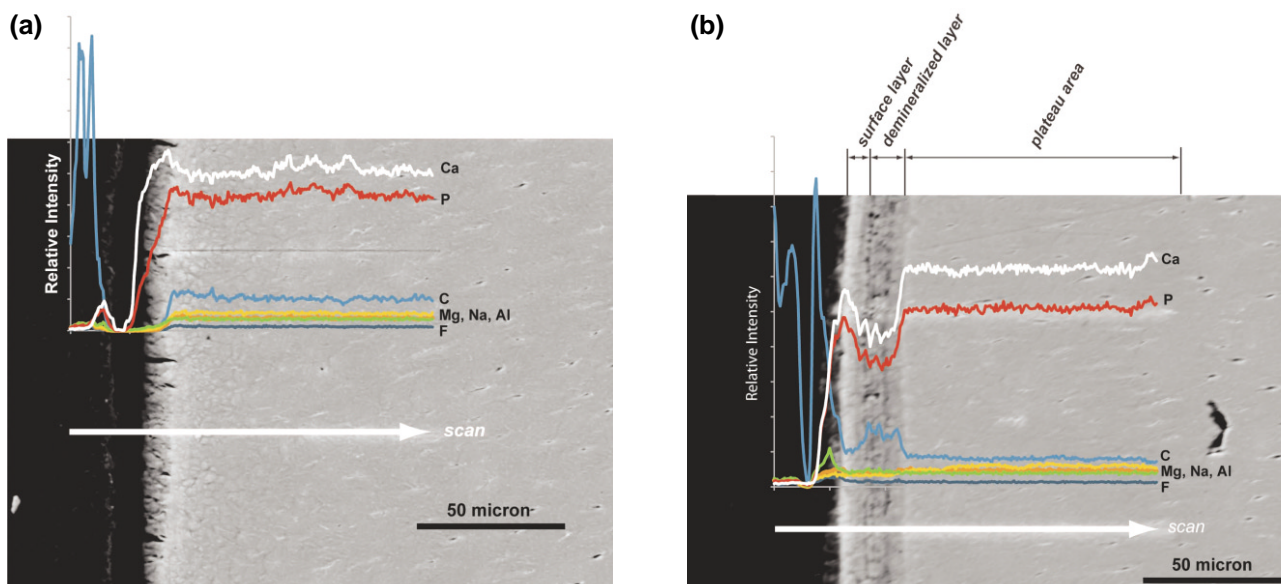 (a)
Relative Intensity
Ca
P
C
Mg, Na, Al
F
scan
50 micron
(b)
surface layer
demineralized layer
plateau area
Relative Intensity
Ca
P
C
Mg, Na, Al
F
scan
50 micron